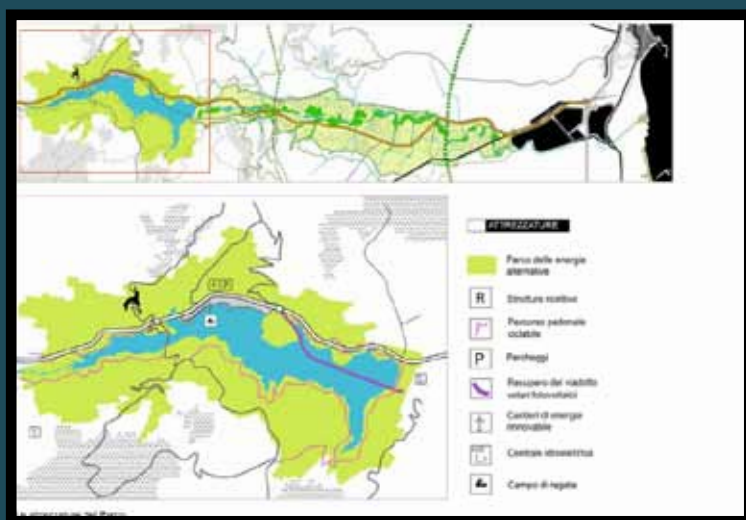 ATTREZZATURE
Parco delle energie
alternative
R
Strutture ricettive
Percorso pedonale
ciclabile
P
Parcheggi
Recupero del viadotto
solari fotovoltaici
Cantieri di energie
rinnovabile
Centrale idroelettrica
Campo di regata